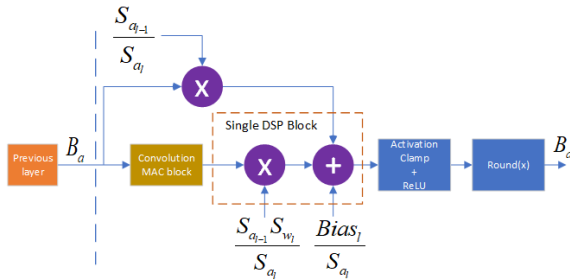 S_{a_{l-1}}
S_{a_l}
X
Single DSP Block
Previous
layer
B_a
Convolution
MAC block
X
+
Activation
Clamp
+
ReLU
Round(x)
B_a
S_{a_{l-1}} S_{w_l}
S_{a_l}
Bias_l
S_{a_l}